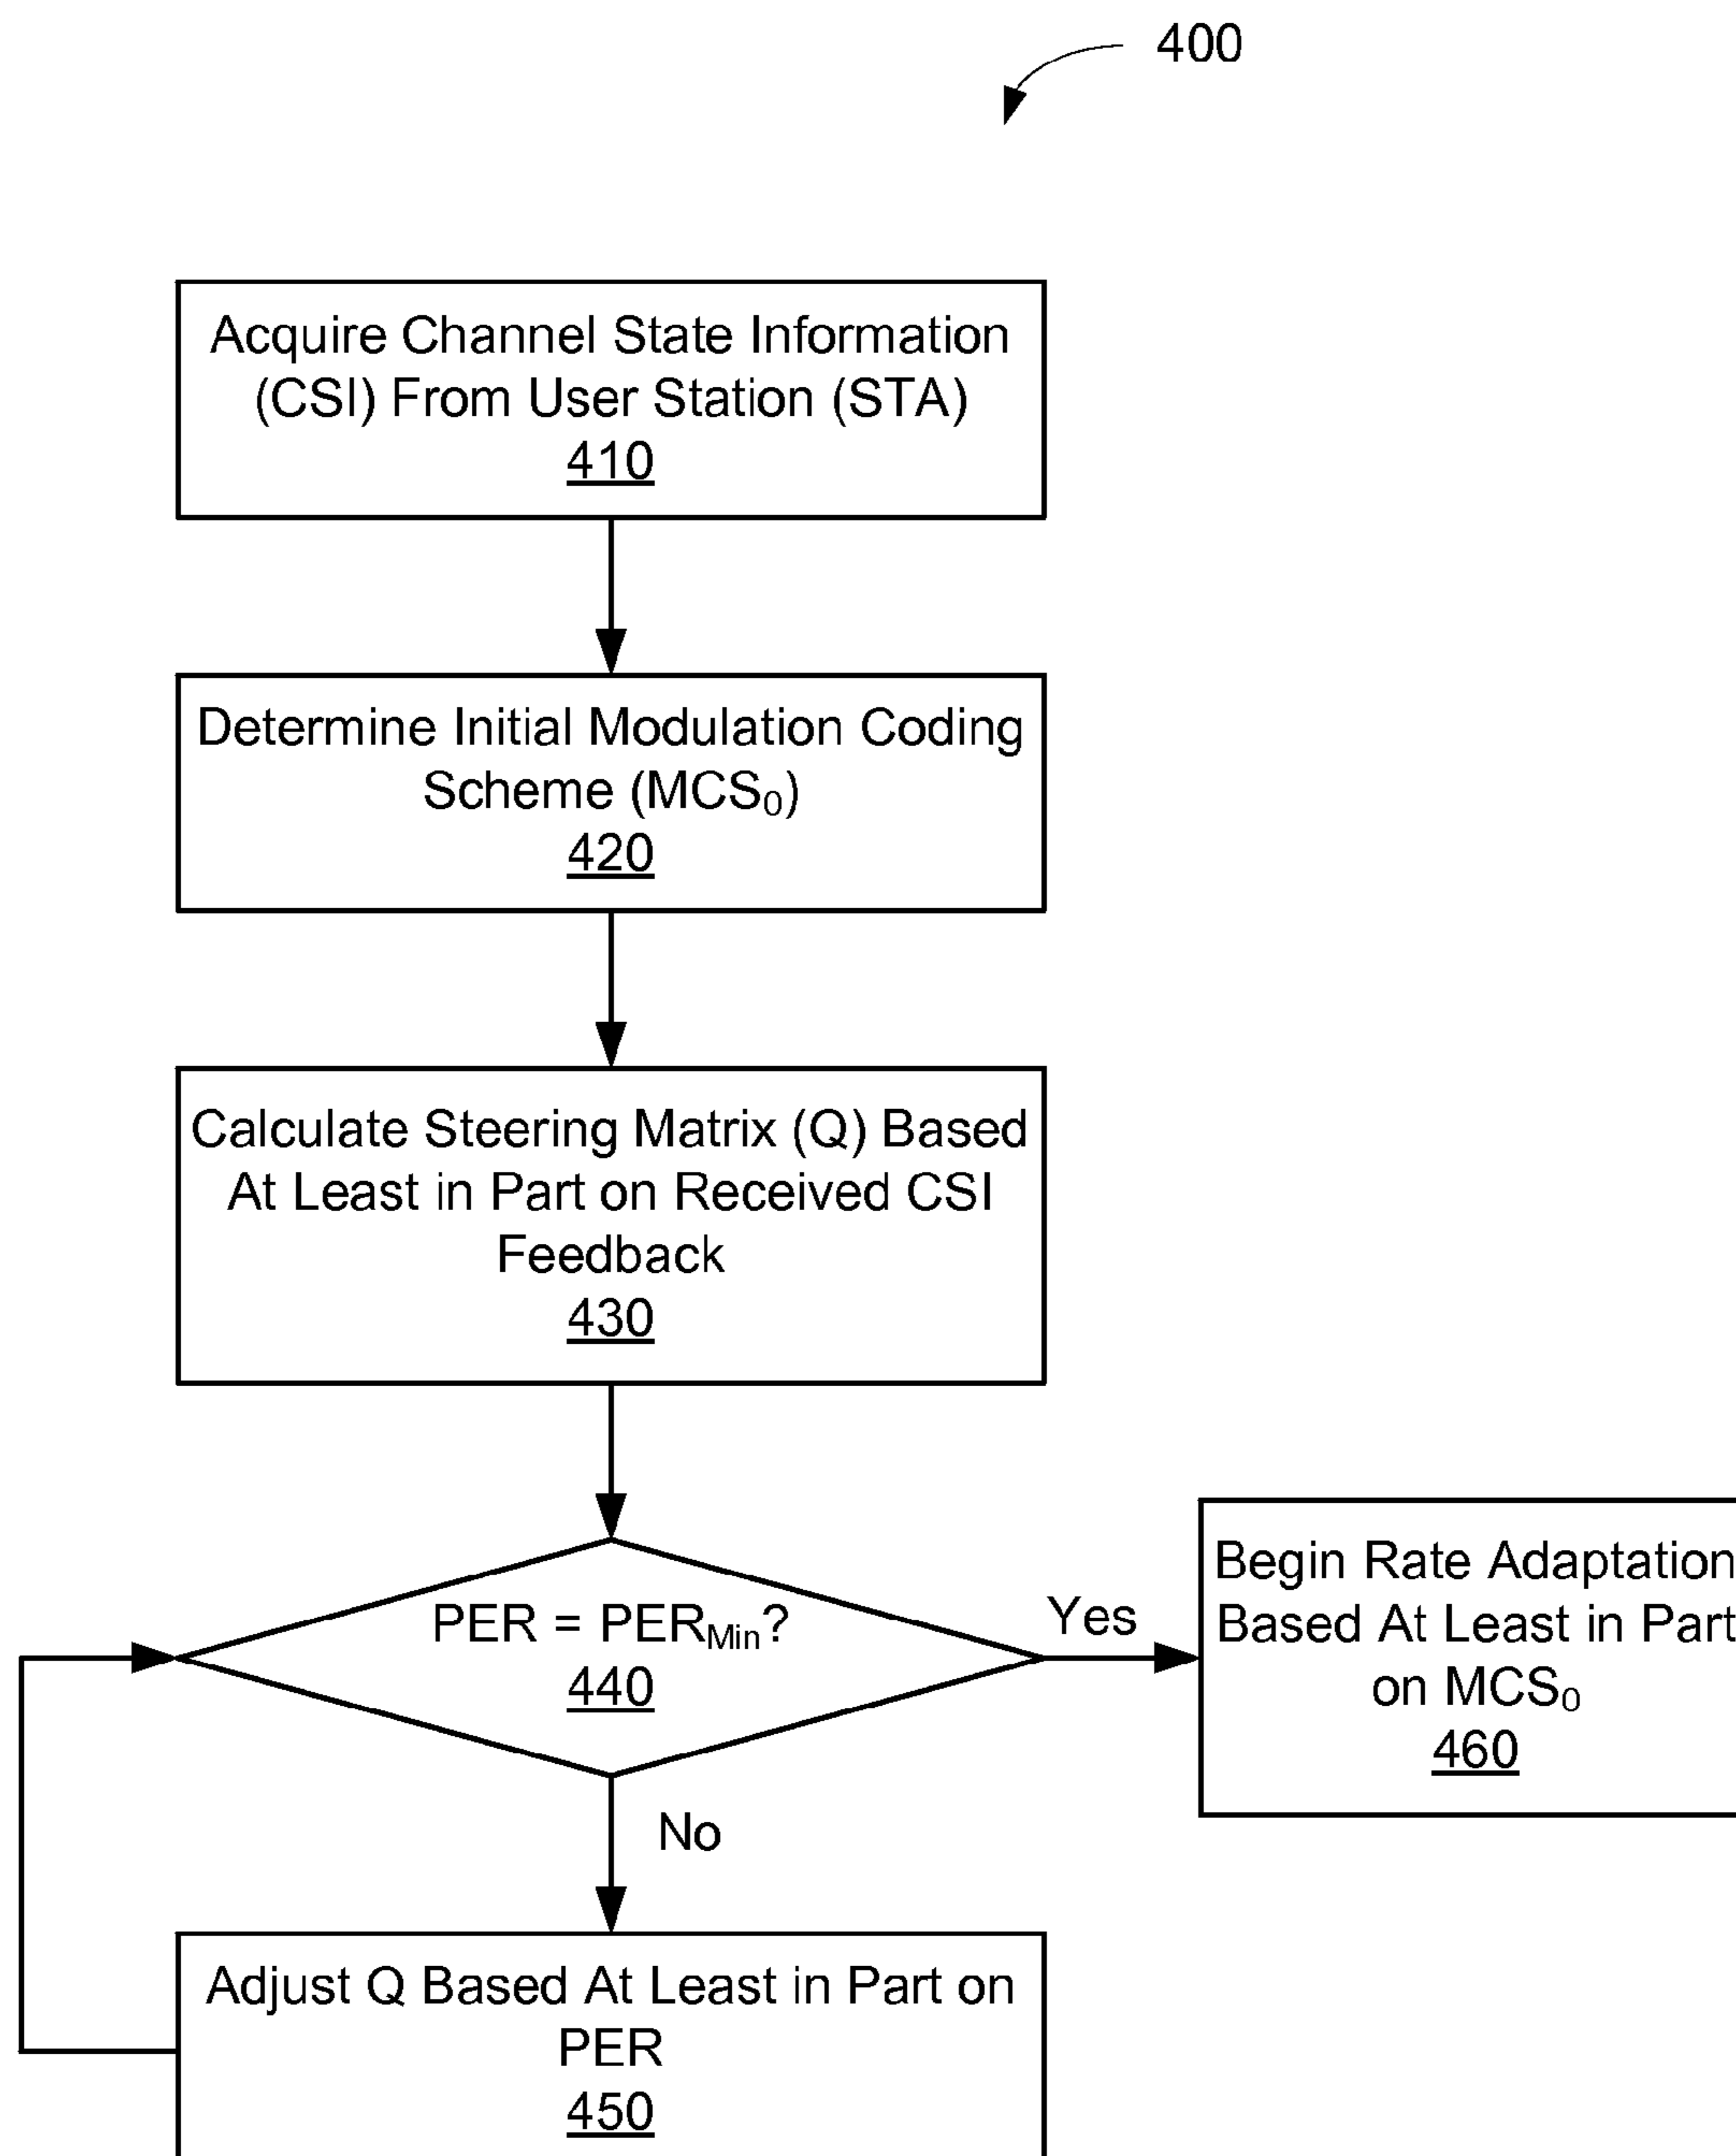 400
Acquire Channel State Information
(CSI) From User Station (STA)
410
Determine Initial Modulation Coding
Scheme (MCS₀)
420
Calculate Steering Matrix (Q) Based
At Least in Part on Received CSI
Feedback
430
PER = PER_Min?
440
Yes
Begin Rate Adaptation
Based At Least in Part
on MCS₀
460
No
Adjust Q Based At Least in Part on
PER
450